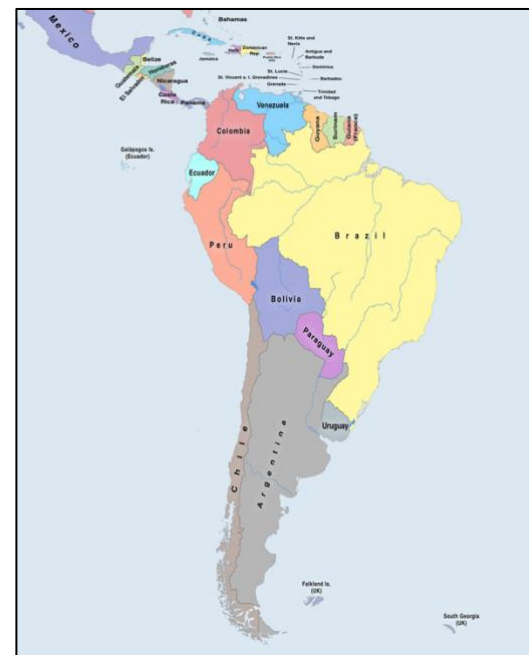 Bahamas
Mexico
Cuba
Haiti
Dominican
Rep.
Jamaica
St. Kitts and
Nevis
Antigua and
Barbuda
Belize
Guatemala
Honduras
El Salvador
Nicaragua
Costa
Rica
Panama
Dominica
St. Lucia
St. Vincent a. t. Grenadines
Barbados
Grenada
Trinidad
and Tobago
Venezuela
Guyana
Surinam
Guiana
(France)
Colombia
Galápagos Is.
(Ecuador)
Ecuador
Peru
Brazil
Bolivia
Paraguay
Uruguay
Chile
Argentina
Falkland Is.
(UK)
South Georgia
(UK)